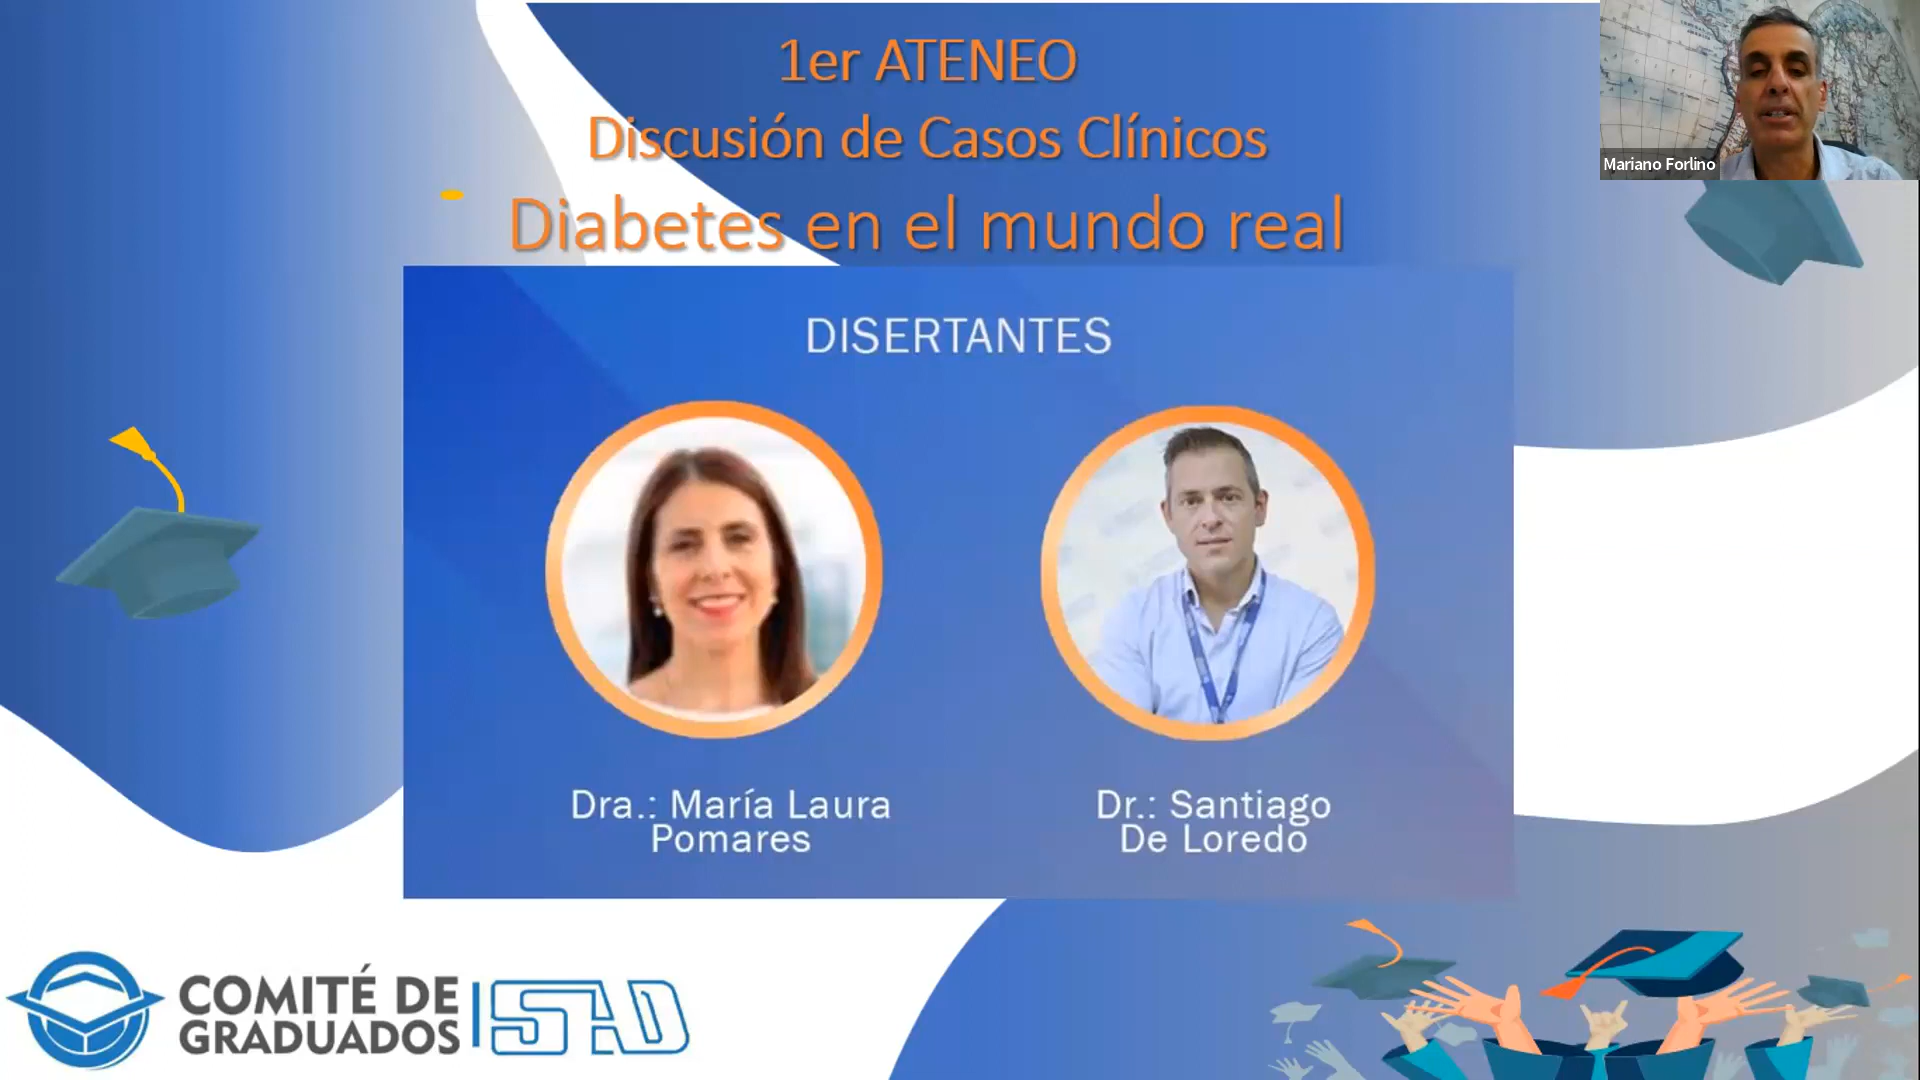 1er ATENEO
Discusión de Casos Clínicos
Diabetes en el mundo real
Mariano Forlino
DISERTANTES
Dra.: María Laura
Pomares
Dr.: Santiago
De Loredo
COMITÉ DE
GRADUADOS
SAD